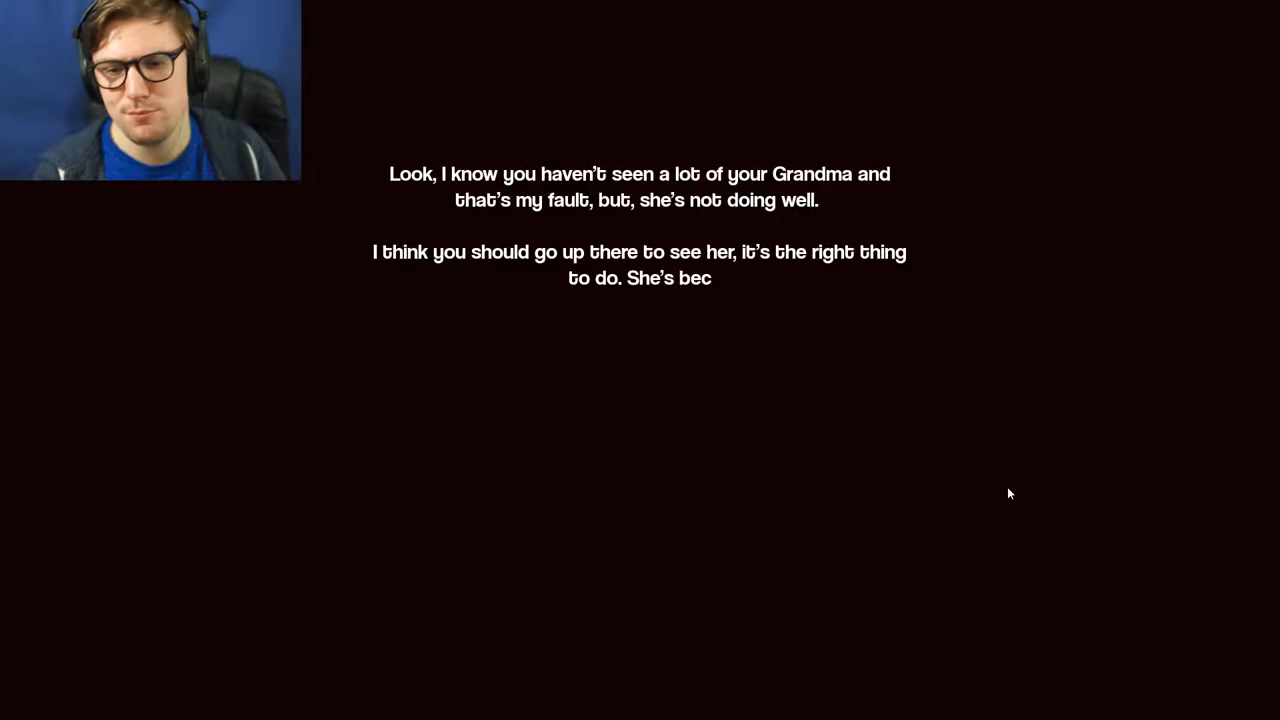 Look, I know you haven't seen a lot of your Grandma and
that's my fault, but, she's not doing well.
I think you should go up there to see her, it's the right thing
to do. She's bec